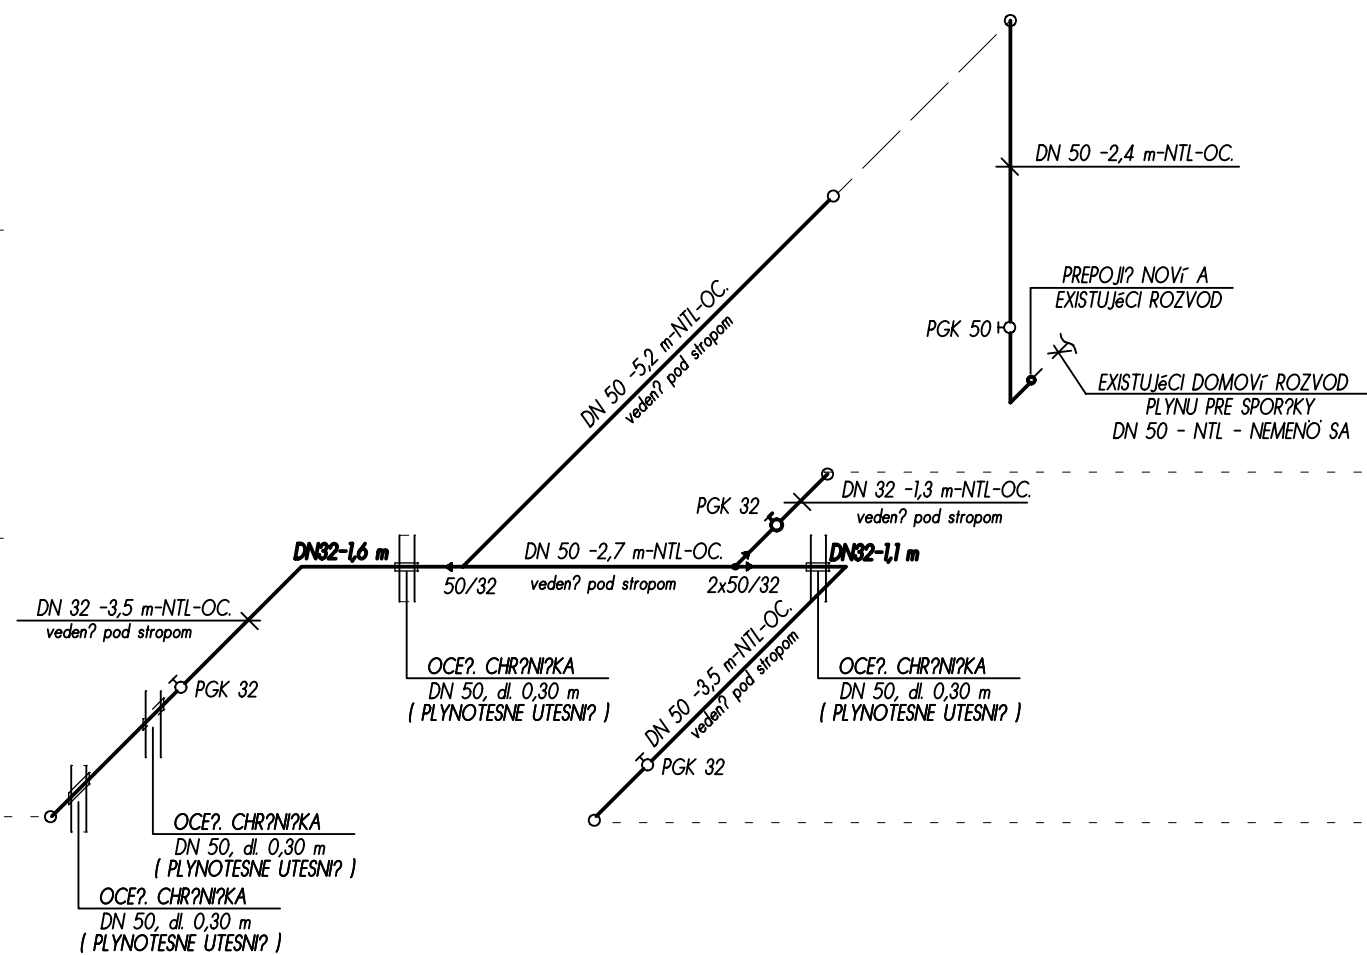 DN 50 -2,4 m-NTL-OC.
PREPOJI? NOVÍ A
EXISTUJéCI ROZVOD
DN 50 -5,2 m-NTL-OC.
veden? pod stropom
PGK 50
EXISTUJéCI DOMOVÍ ROZVOD
PLYNU PRE SPOR?KY
DN 50 - NTL - NEMENÖ SA
PGK 32
DN 32 -1,3 m-NTL-OC.
veden? pod stropom
DN32-1,6 m
DN 50 -2,7 m-NTL-OC.
DN32-1,1 m
50/32
veden? pod stropom
2x50/32
DN 32 -3,5 m-NTL-OC.
veden? pod stropom
DN 50 -3,5 m-NTL-OC.
veden? pod stropom
OCE?. CHR?NI?KA
DN 50, dl. 0,30 m
( PLYNOTESNE UTESNI? )
OCE?. CHR?NI?KA
DN 50, dl. 0,30 m
( PLYNOTESNE UTESNI? )
PGK 32
PGK 32
OCE?. CHR?NI?KA
DN 50, dl. 0,30 m
( PLYNOTESNE UTESNI? )
OCE?. CHR?NI?KA
DN 50, dl. 0,30 m
( PLYNOTESNE UTESNI? )